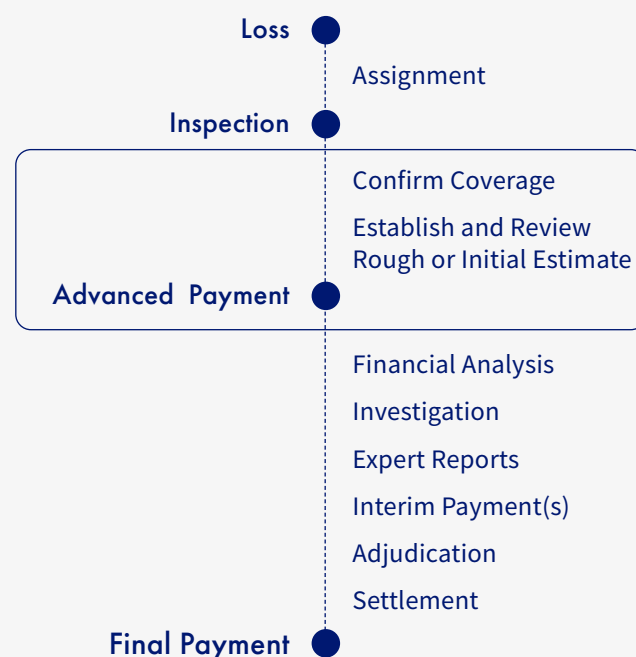 Loss
Assignment
Inspection
Confirm Coverage
Establish and Review
Rough or Initial Estimate
Advanced Payment
Financial Analysis
Investigation
Expert Reports
Interim Payment(s)
Adjudication
Settlement
Final Payment